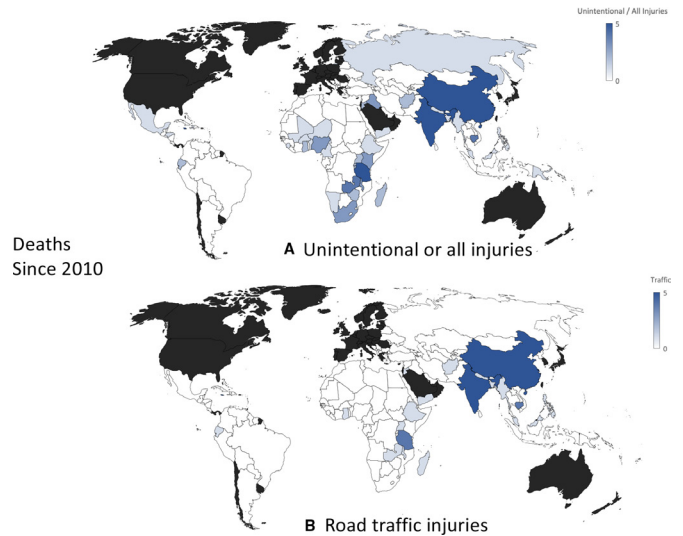 Unintentional / All Injuries
5
0
Deaths
Since 2010
A Unintentional or all injuries
Traffic
5
0
B Road traffic injuries